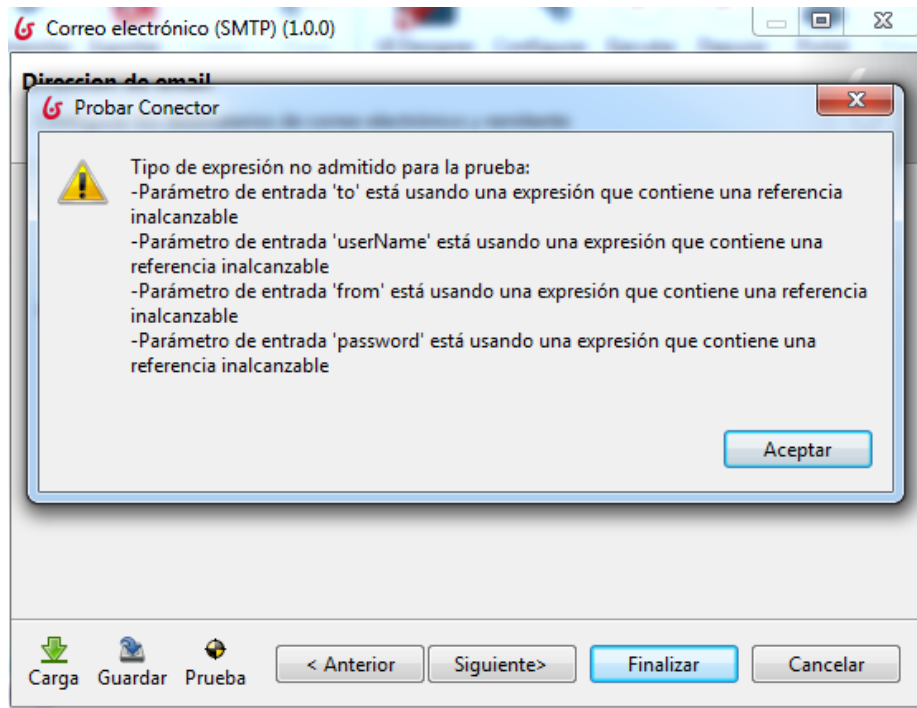 Correo electrónico (SMTP) (1.0.0)
Direccion de email
Probar Conector
Tipo de expresión no admitido para la prueba:
-Parámetro de entrada 'to' está usando una expresión que contiene una referencia
inalcanzable
-Parámetro de entrada 'userName' está usando una expresión que contiene una
referencia inalcanzable
-Parámetro de entrada 'from' está usando una expresión que contiene una referencia
inalcanzable
-Parámetro de entrada 'password' está usando una expresión que contiene una
referencia inalcanzable
Aceptar
Carga Guardar Prueba < Anterior Siguiente> Finalizar Cancelar